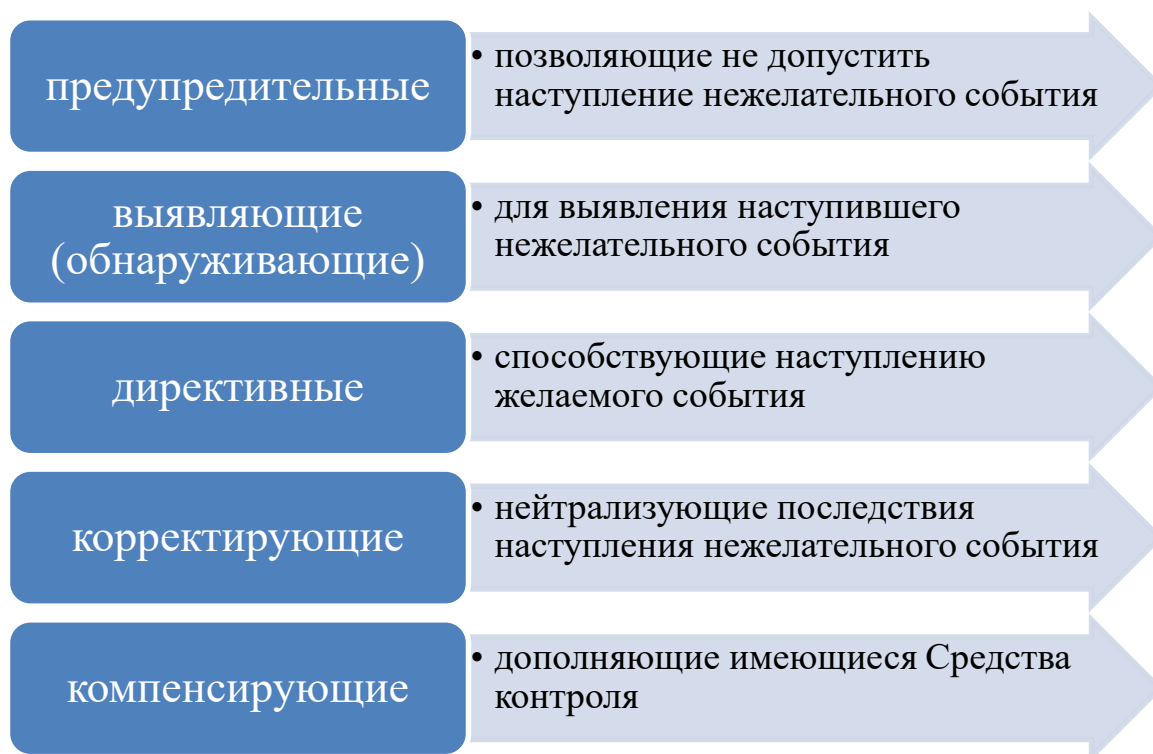 предупредительные
• позволяющие не допустить
наступление нежелательного события
выявляющие
(обнаруживающие)
• для выявления наступившего
нежелательного события
директивные
• способствующие наступлению
желаемого события
корректирующие
• нейтрализующие последствия
наступления нежелательного события
компенсирующие
• дополняющие имеющиеся Средства
контроля